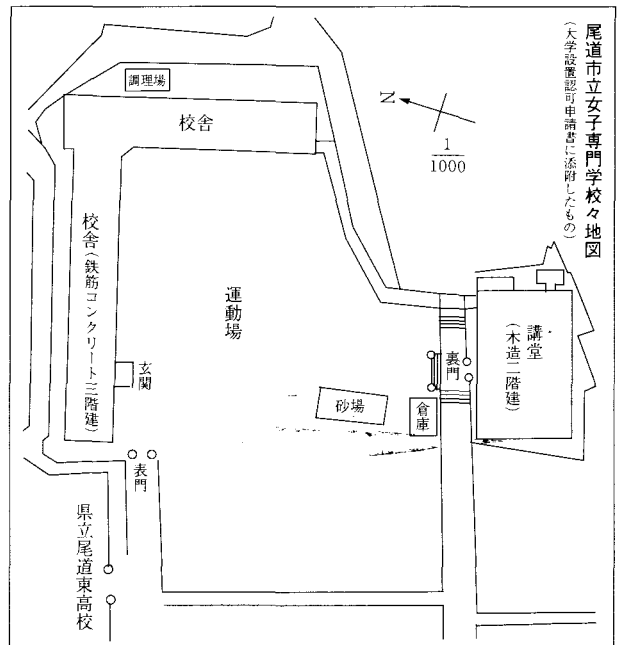 尾道市立女子専門学校々地図
（大学設置認可申請書に添附したもの）
N
1
1000
調理場
校舎
校舎（鉄筋コンクリート三階建）
運動場
玄関
砂場
倉庫
裏門
講堂
（木造二階建）
表門
県立尾道東高校